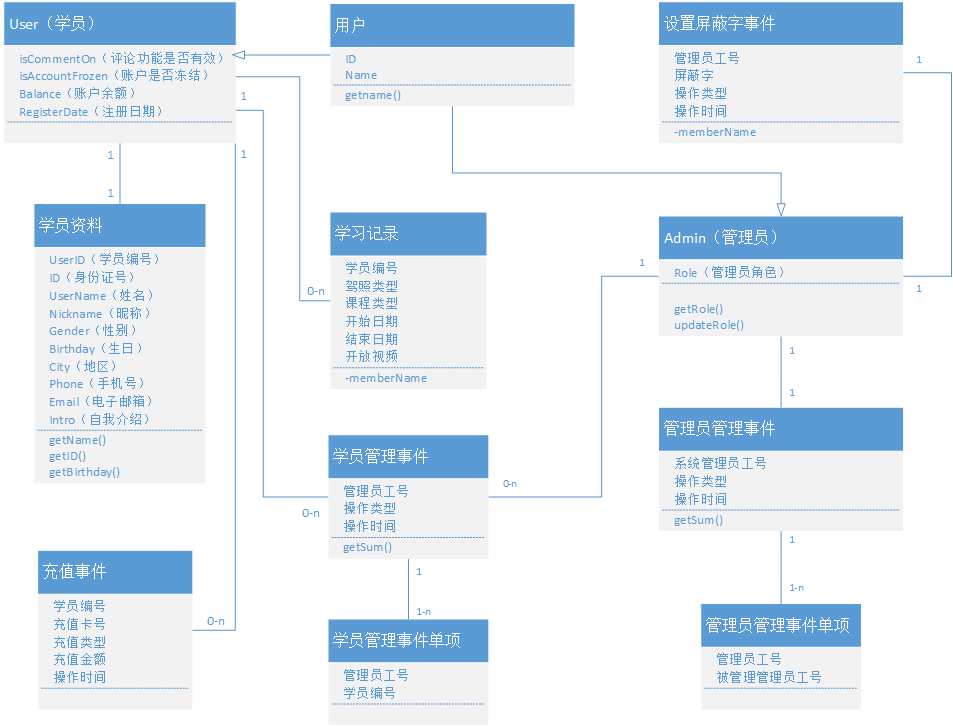 User（学员）
isCommentOn（评论功能是否有效）
isAccountFrozen（账户是否冻结）
Balance（账户余额）
RegisterDate（注册日期）
用户
ID
Name
getname()
设置屏蔽字事件
管理员工号
屏蔽字
操作类型
操作时间
-memberName
1
1
1
1
1
学员资料
UserID（学员编号）
ID（身份证号）
UserName（姓名）
Nickname（昵称）
Gender（性别）
Birthday（生日）
City（地区）
Phone（手机号）
Email（电子邮箱）
Intro（自我介绍）
getName()
getID()
getBirthday()
学习记录
学员编号
驾照类型
课程类型
开始日期
结束日期
开放视频
-memberName
0-n
Admin（管理员）
Role（管理员角色）
getRole()
updateRole()
1
1
1
1
学员管理事件
管理员工号
操作类型
操作时间
getSum()
0-n
0-n
管理员管理事件
系统管理员工号
操作类型
操作时间
getSum()
充值事件
学员编号
充值卡号
充值类型
充值金额
操作时间
0-n
1
1-n
学员管理事件单项
管理员工号
学员编号
1
1-n
管理员管理事件单项
管理员工号
被管理管理员工号